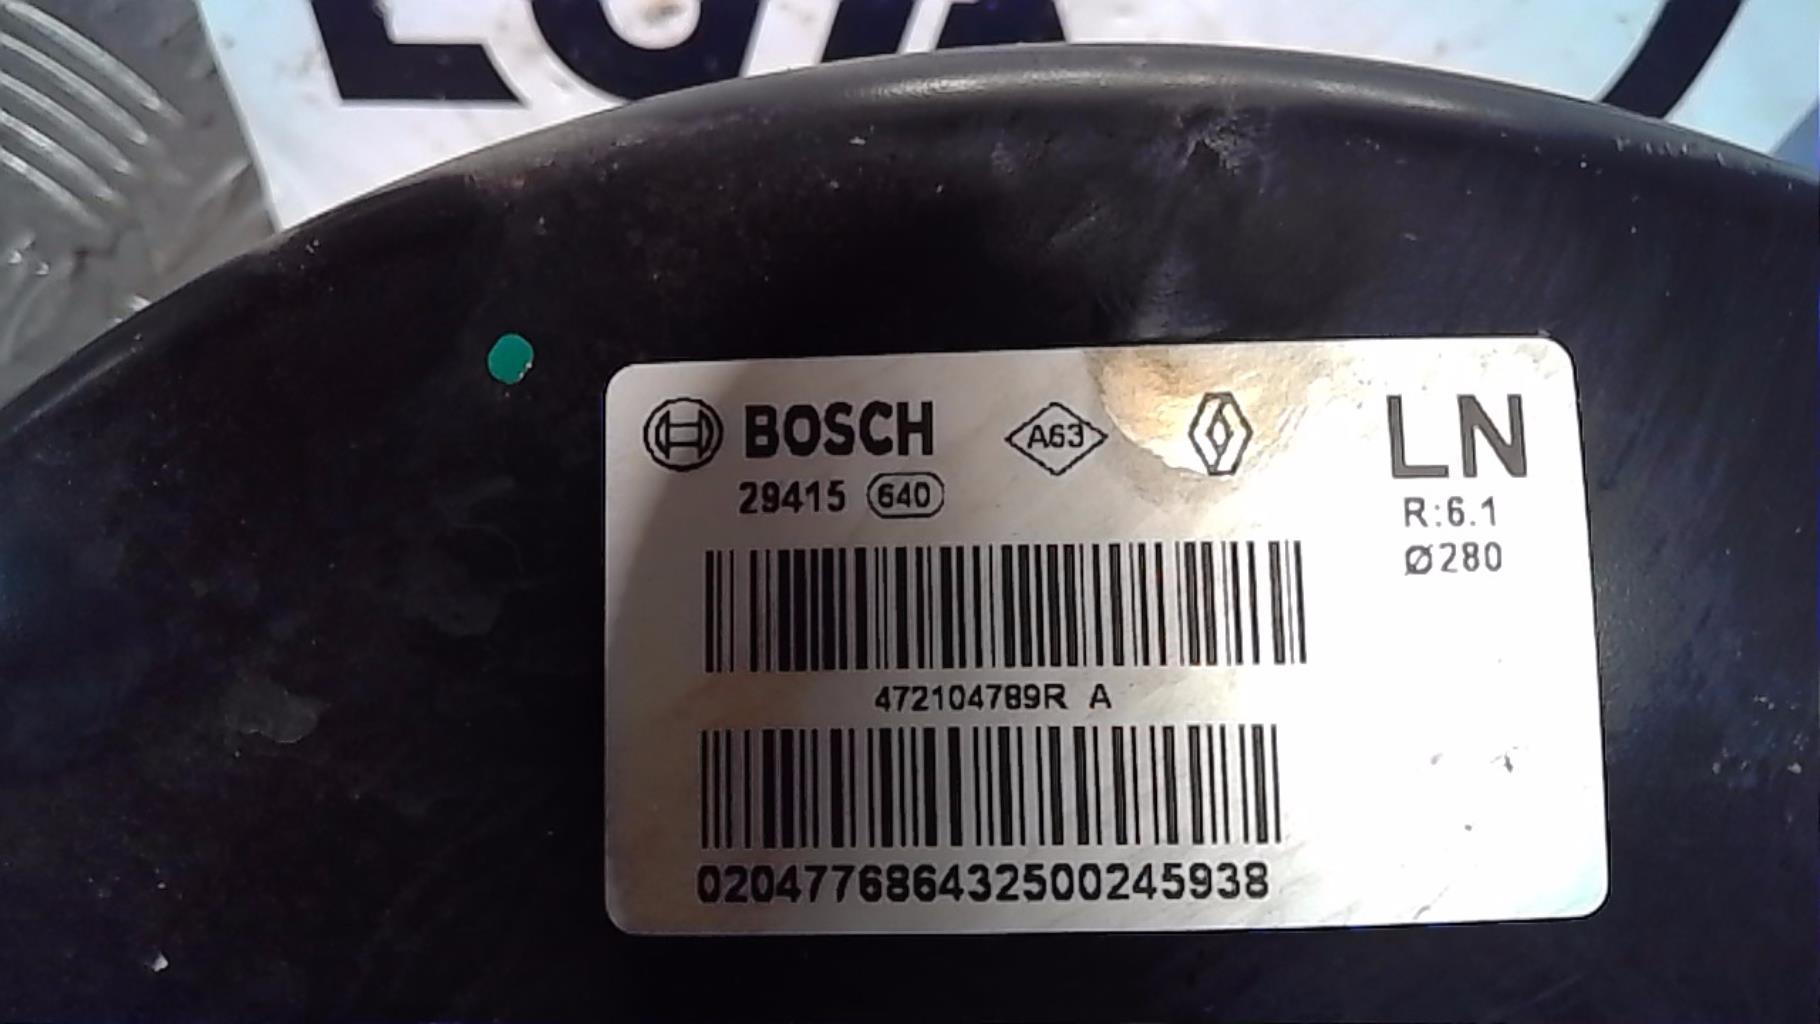 BOSCH A63 LN
29415 640 R:6.1
Ø280
472104789R A
020477686432500245938